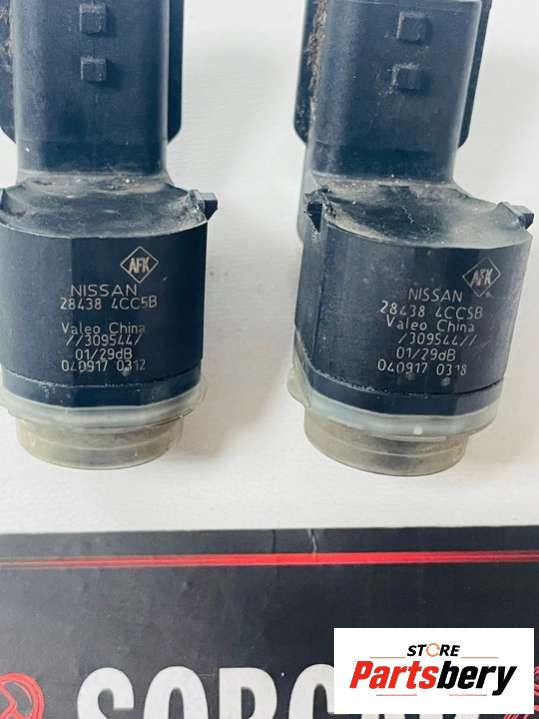 AFK
NISSAN
28438 4CC5B
Valeo China
//309544/
01/29dB
040917 0312
AFK
NISSAN
28438 4CC5B
Valeo China
/309544//
01/29dB
040917 0318
STORE
Partsbery